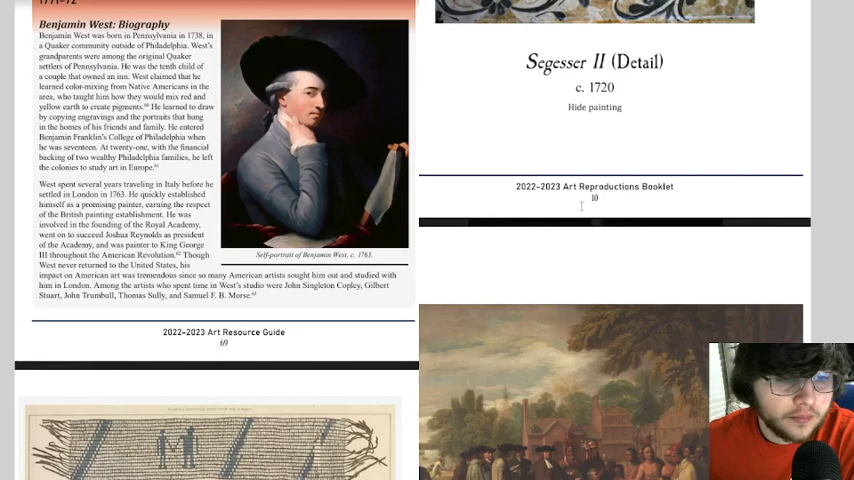 1771–72
Benjamin West: Biography
Benjamin West was born in Pennsylvania in 1738, in
a Quaker community outside of Philadelphia. West's
grandparents were among the original Quaker
settlers of Pennsylvania. He was the tenth child of
a couple that owned an inn. West claimed that he
learned color-mixing from Native Americans in the
area, who taught him how they would mix red and
yellow earth to create pigments.60 He learned to draw
by copying engravings and the portraits that hung
in the homes of his friends and family. He entered
Benjamin Franklin's College of Philadelphia when
he was seventeen. At twenty-one, with the financial
backing of two wealthy Philadelphia families, he left
the colonies to study art in Europe.61
West spent several years traveling in Italy before he
settled in London in 1763. He quickly established
himself as a promising painter, earning the respect
of the British painting establishment. He was
involved in the founding of the Royal Academy,
went on to succeed Joshua Reynolds as president
of the Academy, and was painter to King George
III throughout the American Revolution.62 Though
West never returned to the United States, his
impact on American art was tremendous since so many American artists sought him out and studied with
him in London. Among the artists who spent time in West's studio were John Singleton Copley, Gilbert
Stuart, John Trumbull, Thomas Sully, and Samuel F. B. Morse.63
Self-portrait of Benjamin West, c. 1763.
2022–2023 Art Resource Guide
69
Segesser II (Detail)
c. 1720
Hide painting
2022–2023 Art Reproductions Booklet
10